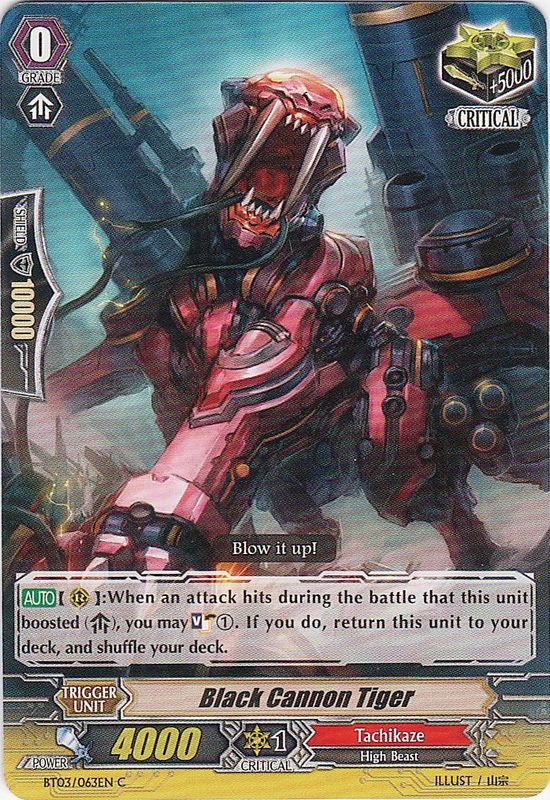 0
GRADE
+5000
CRITICAL
SHIELD
10000
Blow it up!
AUTO【 R 】:When an attack hits during the battle that this unit
boosted ( ), you may ①. If you do, return this unit to your
deck, and shuffle your deck.
TRIGGER
UNIT
Black Cannon Tiger
POWER
4000
1
CRITICAL
Tachikaze
High Beast
BT03/063EN C
ILLUST / 山宗